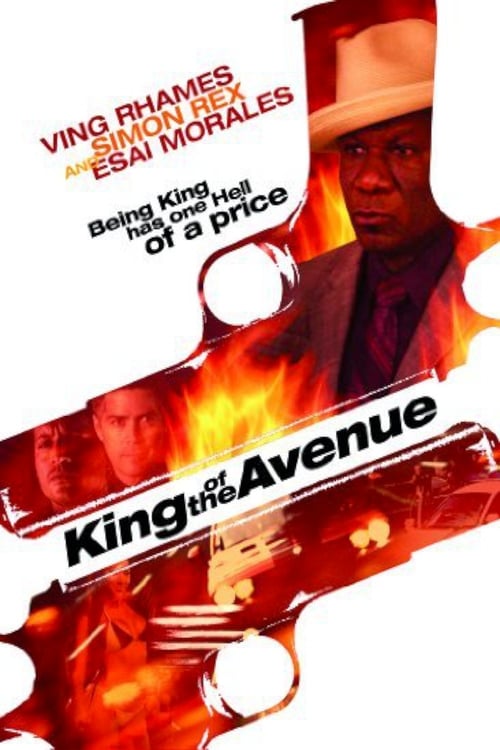 VING RHAMES
SIMON REX
AND ESAI MORALES
Being King
has one Hell
of a price
King of the Avenue